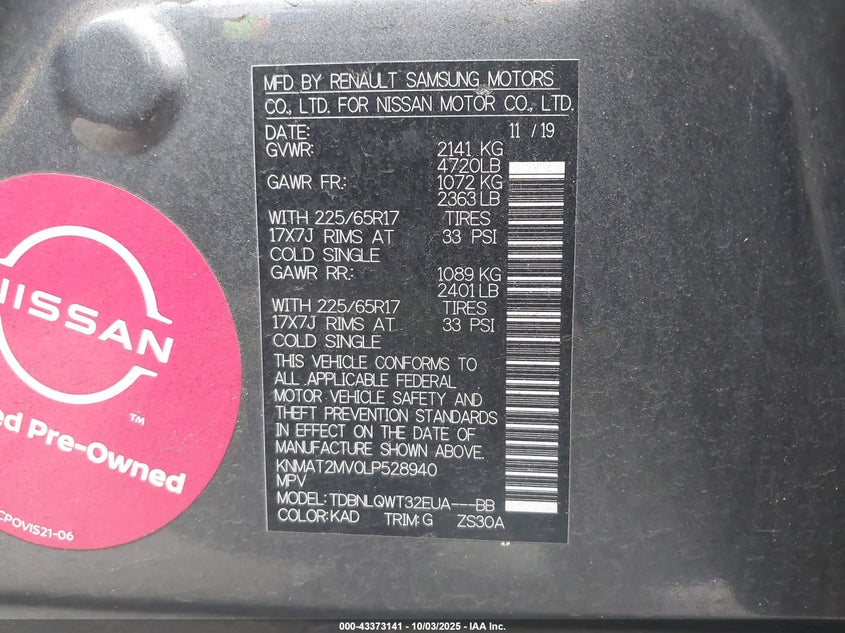 MFD BY RENAULT SAMSUNG MOTORS
CO., LTD. FOR NISSAN MOTOR CO., LTD.
DATE: 11 / 19
GVWR: 2141 KG
4720LB
GAWR FR.: 1072 KG
2363 LB
WITH 225/65R17 TIRES
17X7J RIMS AT 33 PSI
COLD SINGLE
GAWR RR.: 1089 KG
2401 LB
WITH 225/65R17 TIRES
17X7J RIMS AT 33 PSI
COLD SINGLE
THIS VEHICLE CONFORMS TO
ALL APPLICABLE FEDERAL
MOTOR VEHICLE SAFETY AND
THEFT PREVENTION STANDARDS
IN EFFECT ON THE DATE OF
MANUFACTURE SHOWN ABOVE.
KNMAT2MV0LP528940
MPV
MODEL: TDBNLQWT32EUA---BB
COLOR: KAD TRIM: G ZS30A
NISSAN
TM
ed Pre-Owned
CPOVIS21-06
000-43373141 - 10/03/2025 - IAA Inc.